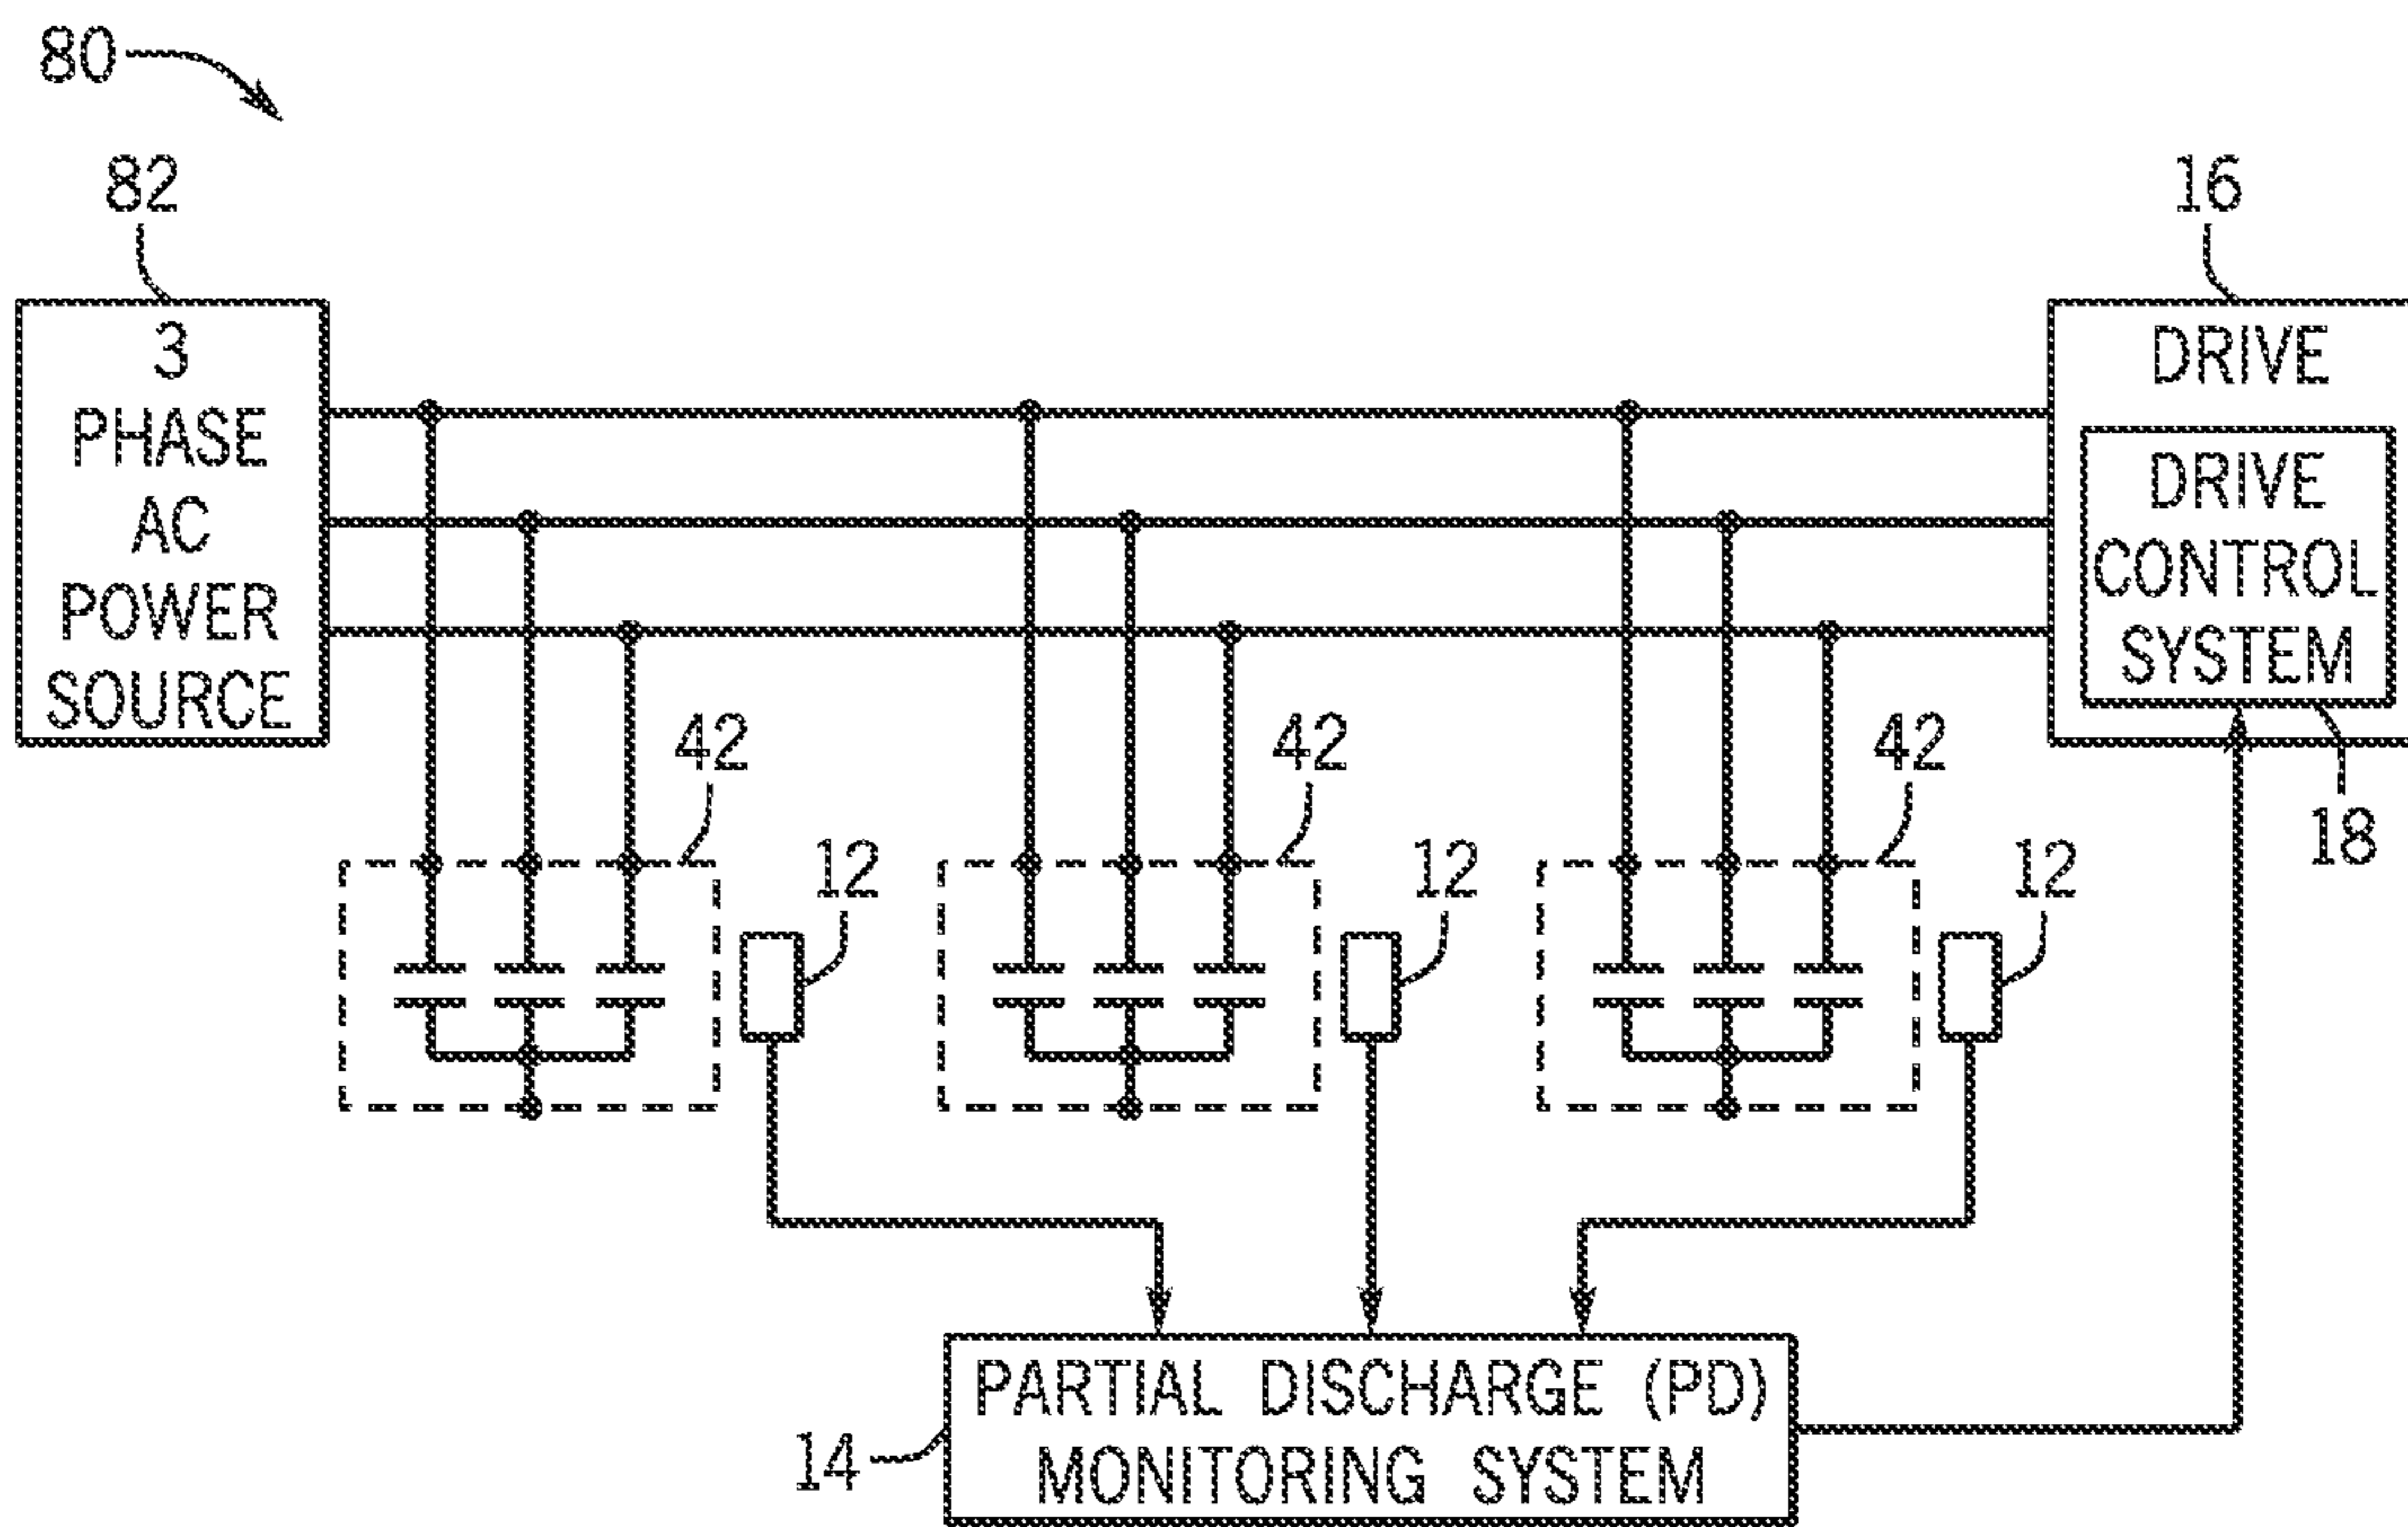 80
82
16
3
PHASE
AC
POWER
SOURCE
DRIVE
DRIVE
CONTROL
SYSTEM
42
42
42
18
12
12
12
PARTIAL DISCHARGE (PD)
MONITORING SYSTEM
14